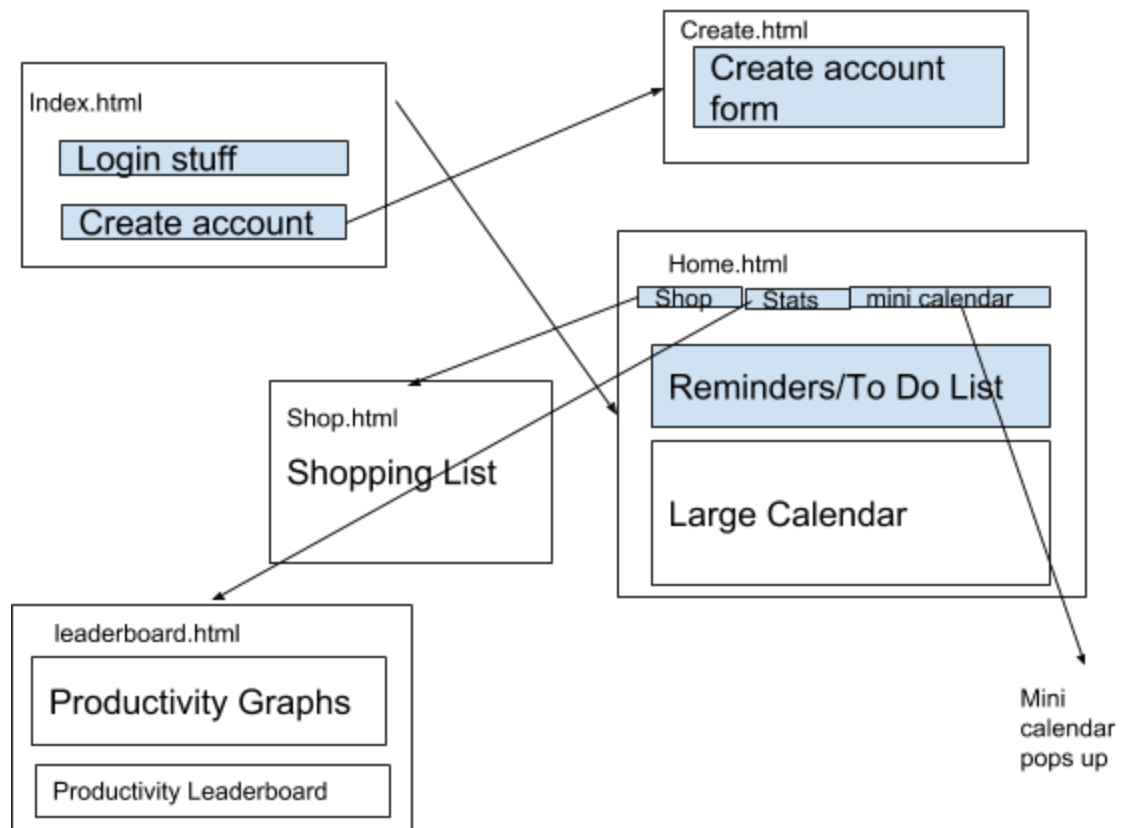 Index.html
Login stuff
Create account
Create.html
Create account
form
Home.html
Shop
Stats
mini calendar
Reminders/To Do List
Large Calendar
Shop.html
Shopping List
leaderboard.html
Productivity Graphs
Productivity Leaderboard
Mini
calendar
pops up